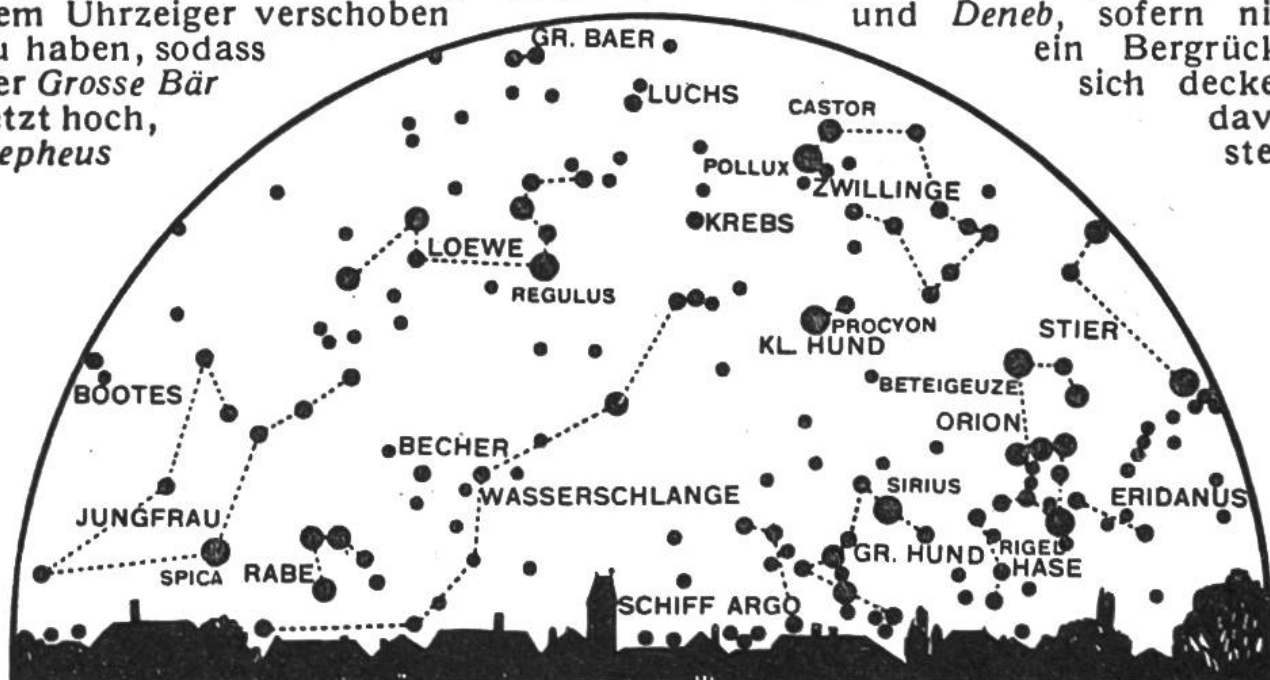 em Uhrzeiger verschoben
u haben, sodass
er Grosse Bär
etzt hoch,
epheus
und Deneb, sofern ni
ein Bergrück
sich decke
dav
ste
GR. BAER
LUCHS
CASTOR
POLLUX
ZWILLINGE
KREBS
LOEWE
REGULUS
PROCYON
KL. HUND
STIER
BOOTES
BETEIGEUZE
ORION
BECHER
WASSERSCHLANGE
SIRIUS
ERIDANUS
JUNGFRAU
SPICA
RABE
GR. HUND
RIGEL
HASE
SCHIFF ARGO